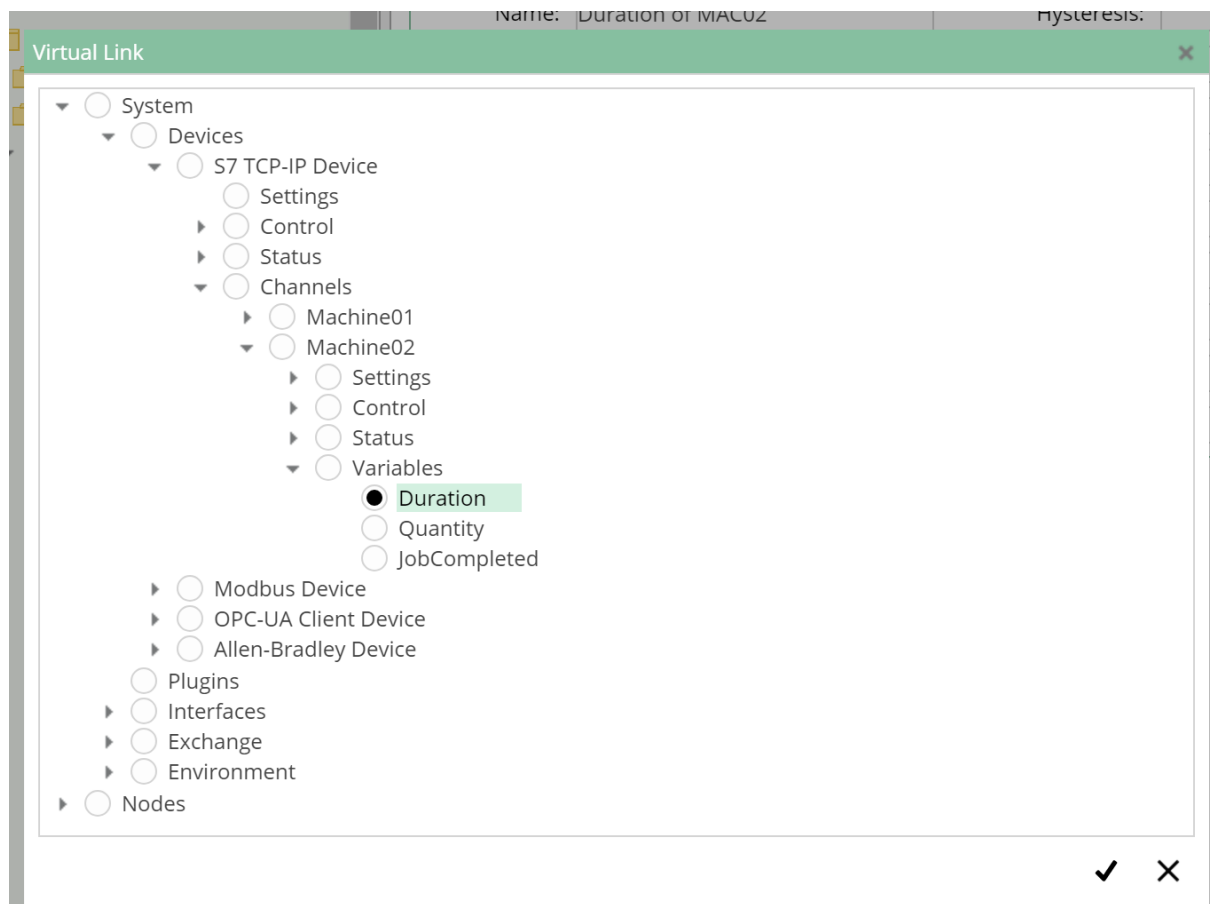 Name: Duration of MAC02 Hysteresis:
Virtual Link
System
Devices
S7 TCP-IP Device
Settings
Control
Status
Channels
Machine01
Machine02
Settings
Control
Status
Variables
Duration
Quantity
JobCompleted
Modbus Device
OPC-UA Client Device
Allen-Bradley Device
Plugins
Interfaces
Exchange
Environment
Nodes